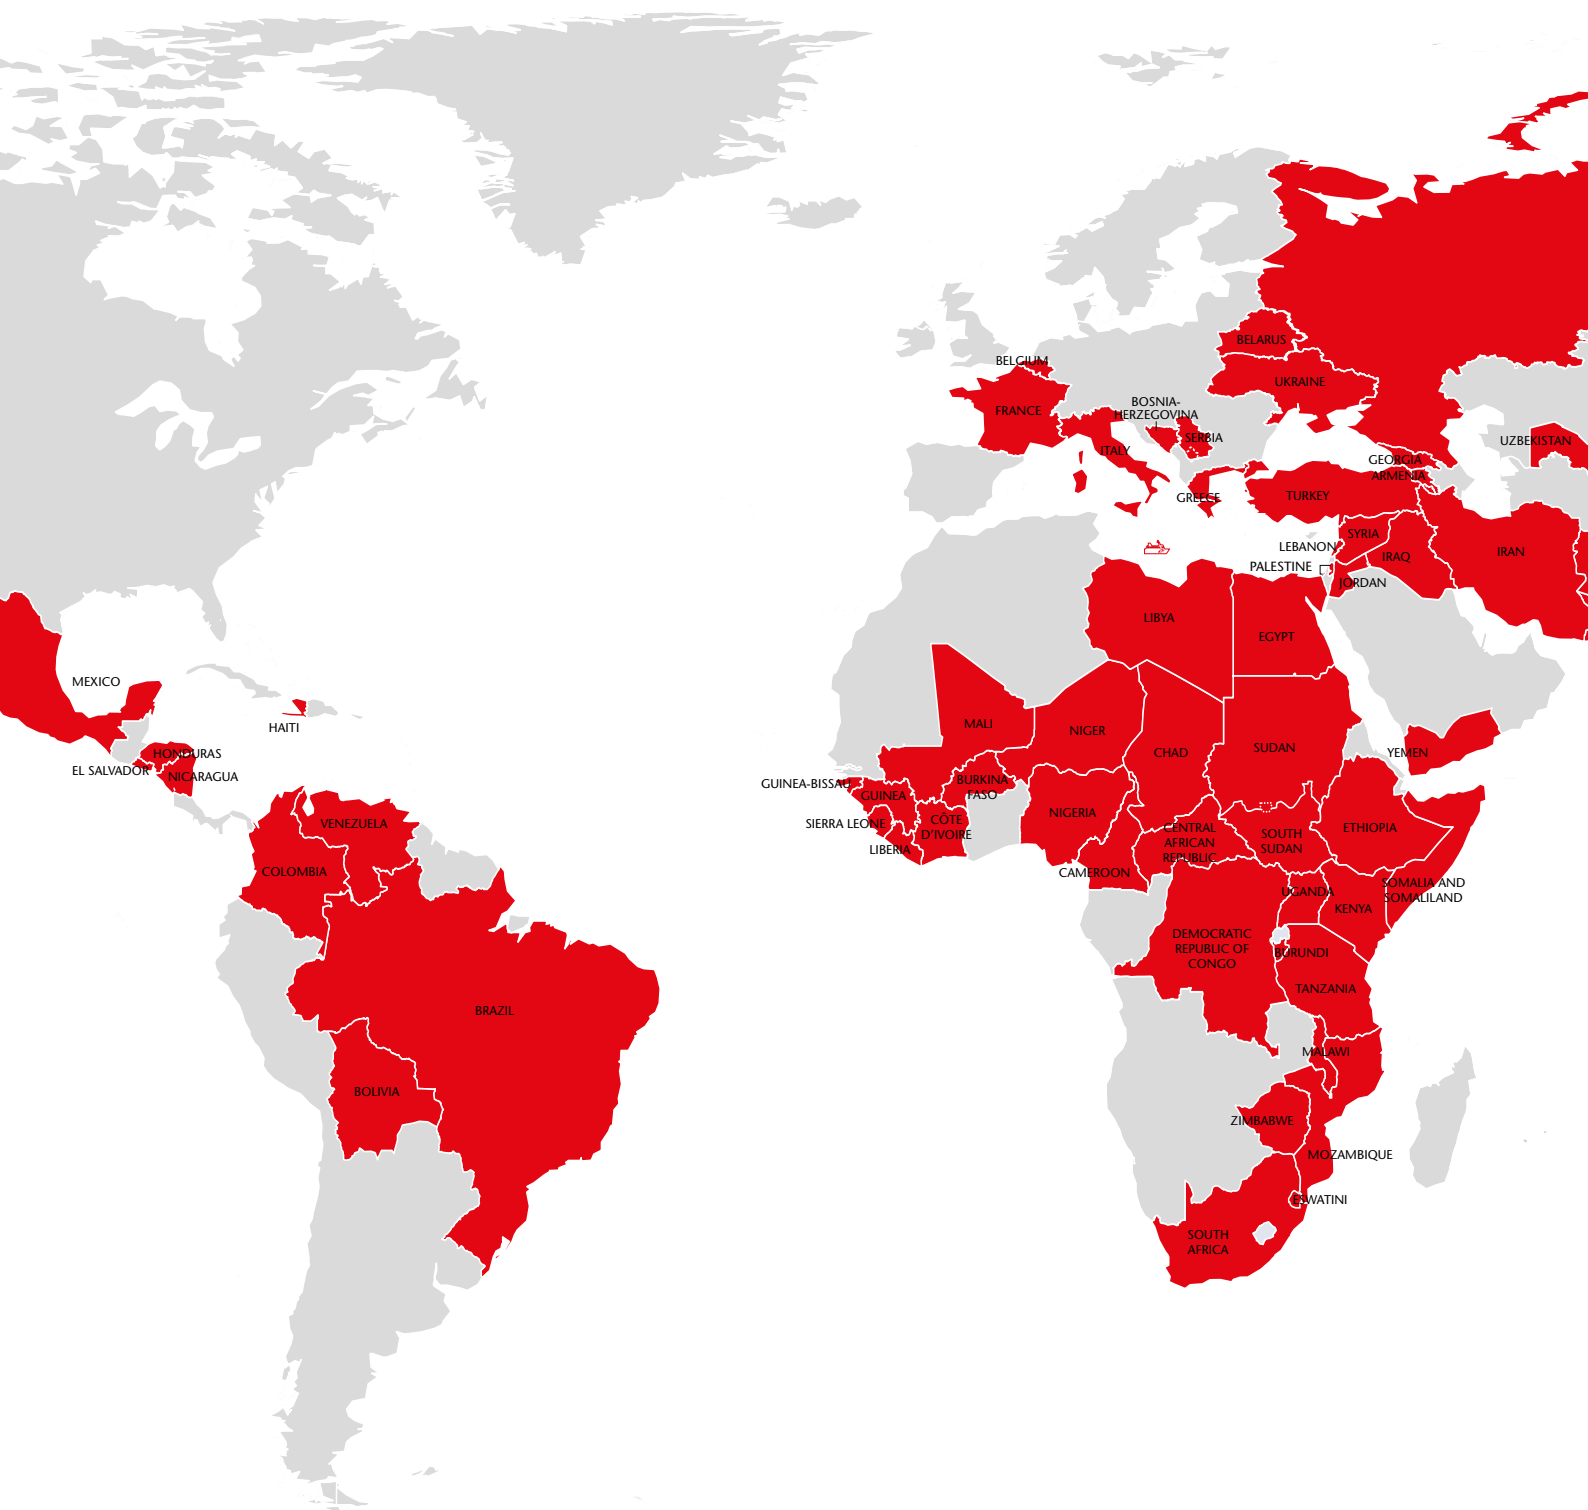 BELARUS
BELGIUM
UKRAINE
FRANCE
BOSNIA-
HERZEGOVINA
SERBIA
UZBEKISTAN
ITALY
GEORGIA
ARMENIA
GREECE
TURKEY
SYRIA
LEBANON
IRAQ
IRAN
PALESTINE
JORDAN
LIBYA
EGYPT
MEXICO
HAITI
MALI
NIGER
CHAD
SUDAN
YEMEN
HONDURAS
EL SALVADOR
NICARAGUA
GUINEA-BISSAU
GUINEA
BURKINA
FASO
NIGERIA
SIERRA LEONE
CÔTE
D'IVOIRE
LIBERIA
CENTRAL
AFRICAN
REPUBLIC
SOUTH
SUDAN
ETHIOPIA
VENEZUELA
COLOMBIA
CAMEROON
UGANDA
KENYA
SOMALIA AND
SOMALILAND
DEMOCRATIC
REPUBLIC OF
CONGO
BURUNDI
TANZANIA
BRAZIL
MALAWI
BOLIVIA
ZIMBABWE
MOZAMBIQUE
ESWATINI
SOUTH
AFRICA